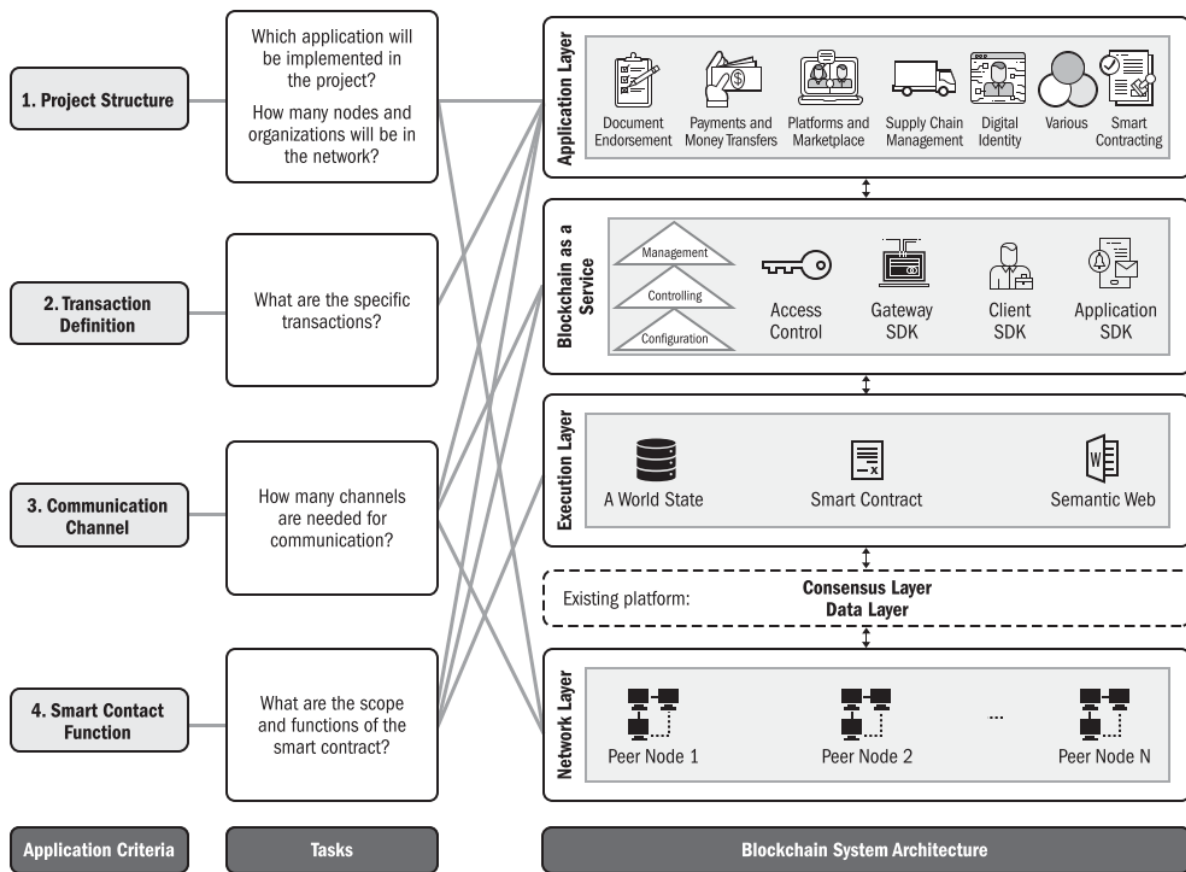 1. Project Structure
Which application will
be implemented in
the project?
How many nodes and
organizations will be in
the network?
2. Transaction
Definition
What are the specific
transactions?
3. Communication
Channel
How many channels
are needed for
communication?
4. Smart Contact
Function
What are the scope
and functions of the
smart contract?
Application Criteria
Tasks
Application Layer
Document
Endorsement
Payments and
Money Transfers
Platforms and
Marketplace
Supply Chain
Management
Digital
Identity
Various
Smart
Contracting
Blockchain as a
Service
Management
Controlling
Configuration
Access
Control
Gateway
SDK
Client
SDK
Application
SDK
Execution Layer
A World State
x
Smart Contract
W
Semantic Web
Existing platform:
Consensus Layer
Data Layer
Network Layer
Peer Node 1
Peer Node 2
...
Peer Node N
Blockchain System Architecture